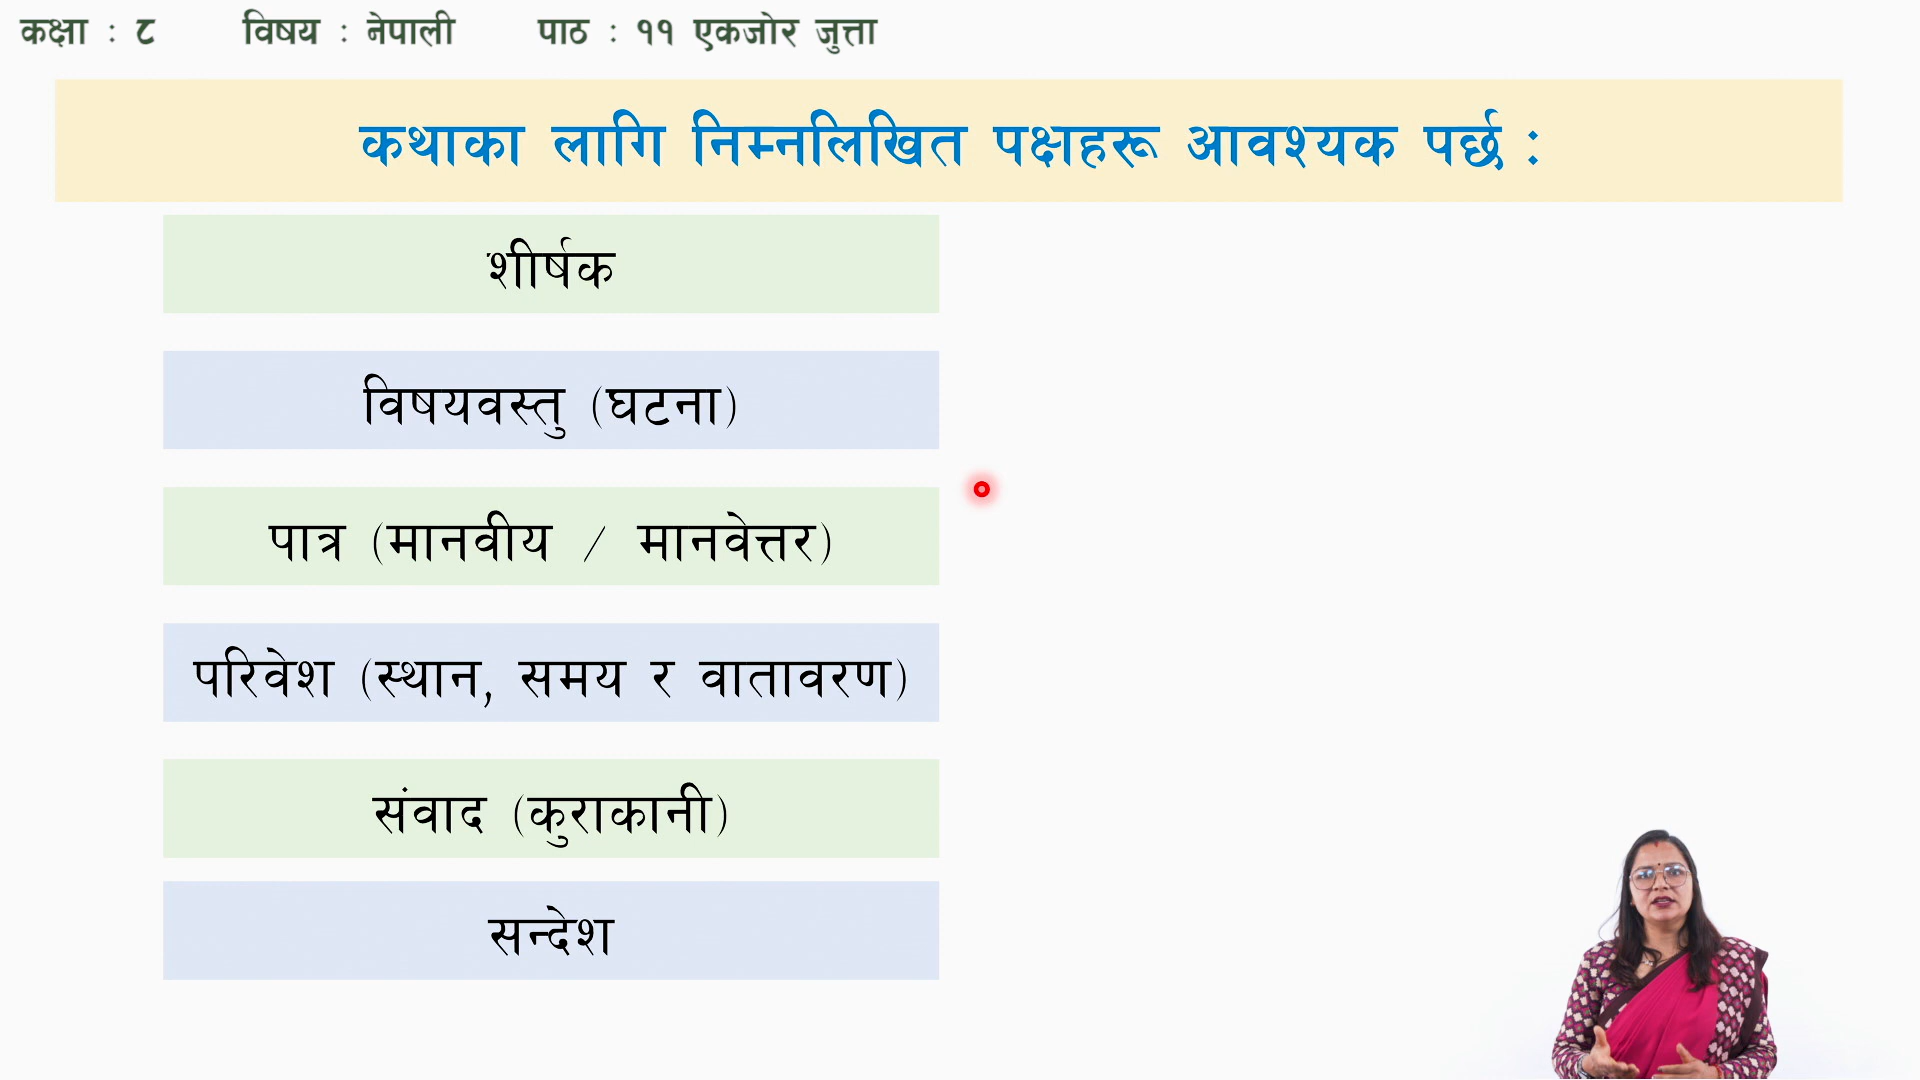 कक्षा : ८ विषय : नेपाली पाठ : ११ एकजोर जुत्ता
कथाका लागि निम्नलिखित पक्षहरू आवश्यक पर्छ :
शीर्षक
विषयवस्तु (घटना)
पात्र (मानवीय / मानवेत्तर)
परिवेश (स्थान, समय र वातावरण)
संवाद (कुराकानी)
सन्देश